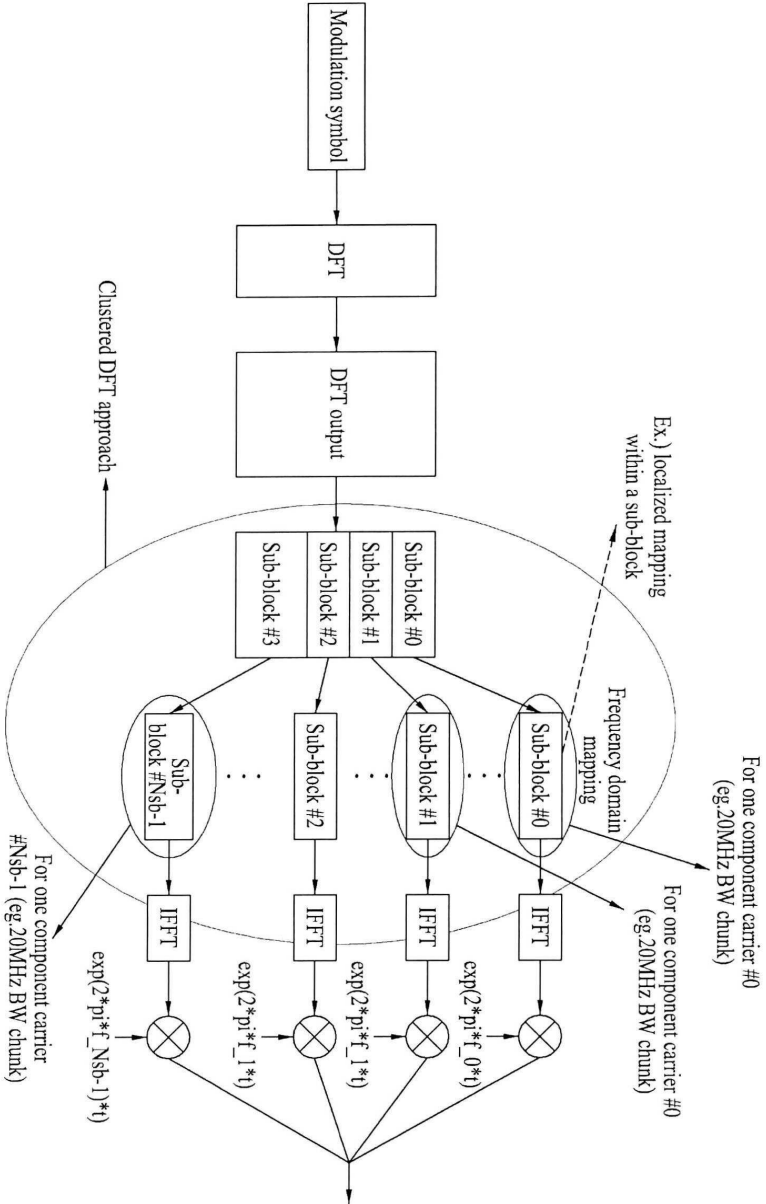 Modulation symbol
DFT
DFT output
Clustered DFT approach
Ex.) localized mapping
within a sub-block
Sub-block #0
Sub-block #1
Sub-block #2
Sub-block #3
Frequency domain
mapping
Sub-block #0
Sub-block #1
Sub-block #2
Sub-
block #Nsb-1
For one component carrier #0
(eg.20MHz BW chunk)
For one component carrier #0
(eg.20MHz BW chunk)
For one component carrier
#Nsb-1 (eg.20MHz BW chunk)
IFFT
IFFT
IFFT
IFFT
exp(2*pi*f_0*t)
exp(2*pi*f_1*t)
exp(2*pi*f_1*t)
exp(2*pi*f_Nsb-1)*t)